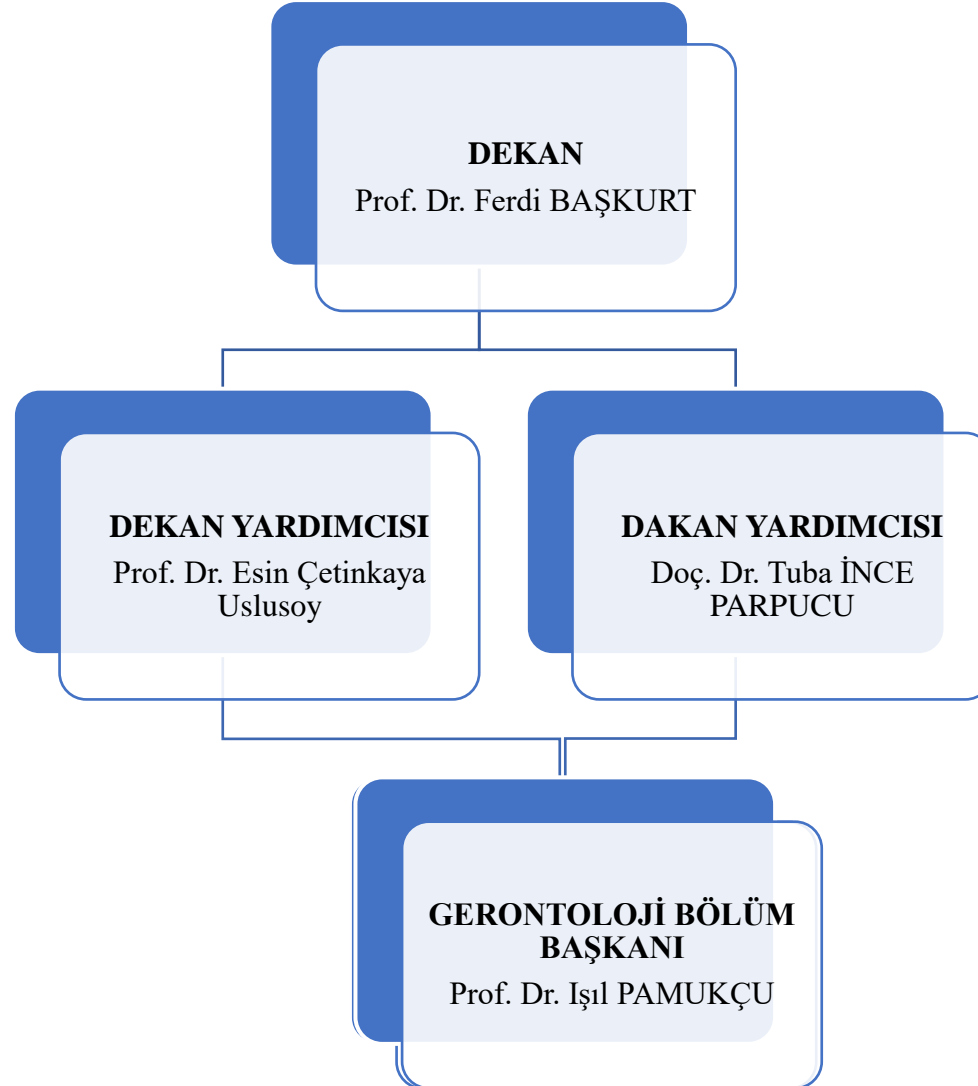 DEKAN
Prof. Dr. Ferdi BAŞKURT
DEKAN YARDIMCISI
Prof. Dr. Esin Çetinkaya
Uslusoy
DAKAN YARDIMCISI
Doç. Dr. Tuba İNCE
PARPUCU
GERONTOLOJİ BÖLÜM
BAŞKANI
Prof. Dr. Işıl PAMUKÇU